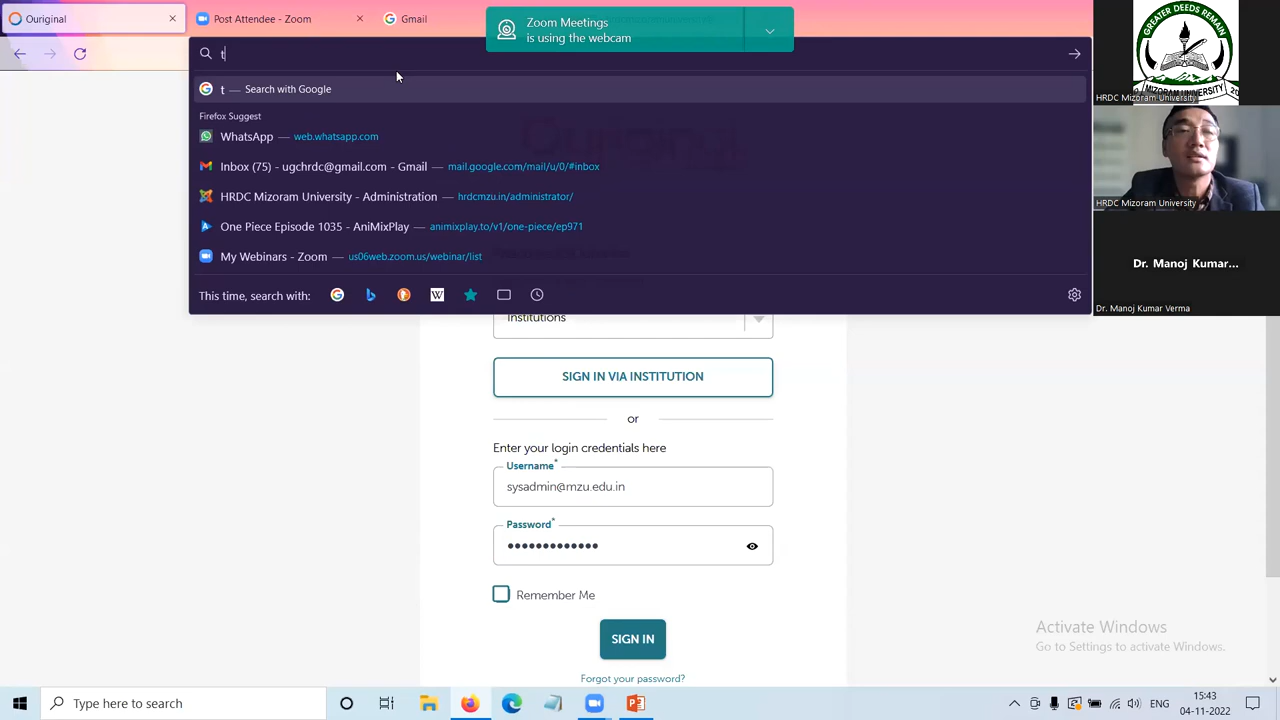 Ouriginal
Post Attendee - Zoom
Gmail
Zoom Meetings
is using the webcam
t
t — Search with Google
Firefox Suggest
WhatsApp — web.whatsapp.com
Inbox (75) - ugchrdc@gmail.com - Gmail — mail.google.com/mail/u/0/#inbox
HRDC Mizoram University - Administration — hrdcmzu.in/administrator/
One Piece Episode 1035 - AniMixPlay — animixplay.to/v1/one-piece/ep971
My Webinars - Zoom — us06web.zoom.us/webinar/list
This time, search with:
Institutions
SIGN IN VIA INSTITUTION
or
Enter your login credentials here
Username*
sysadmin@mzu.edu.in
Password*
•••••••••••••
Remember Me
SIGN IN
Forgot your password?
GREATER DEEDS REMAIN
MIZORAM UNIVERSITY
HRDC Mizoram University
HRDC Mizoram University
Dr. Manoj Kumar...
Dr. Manoj Kumar Verma
Activate Windows
Go to Settings to activate Windows.
Type here to search
ENG
15:43
04-11-2022